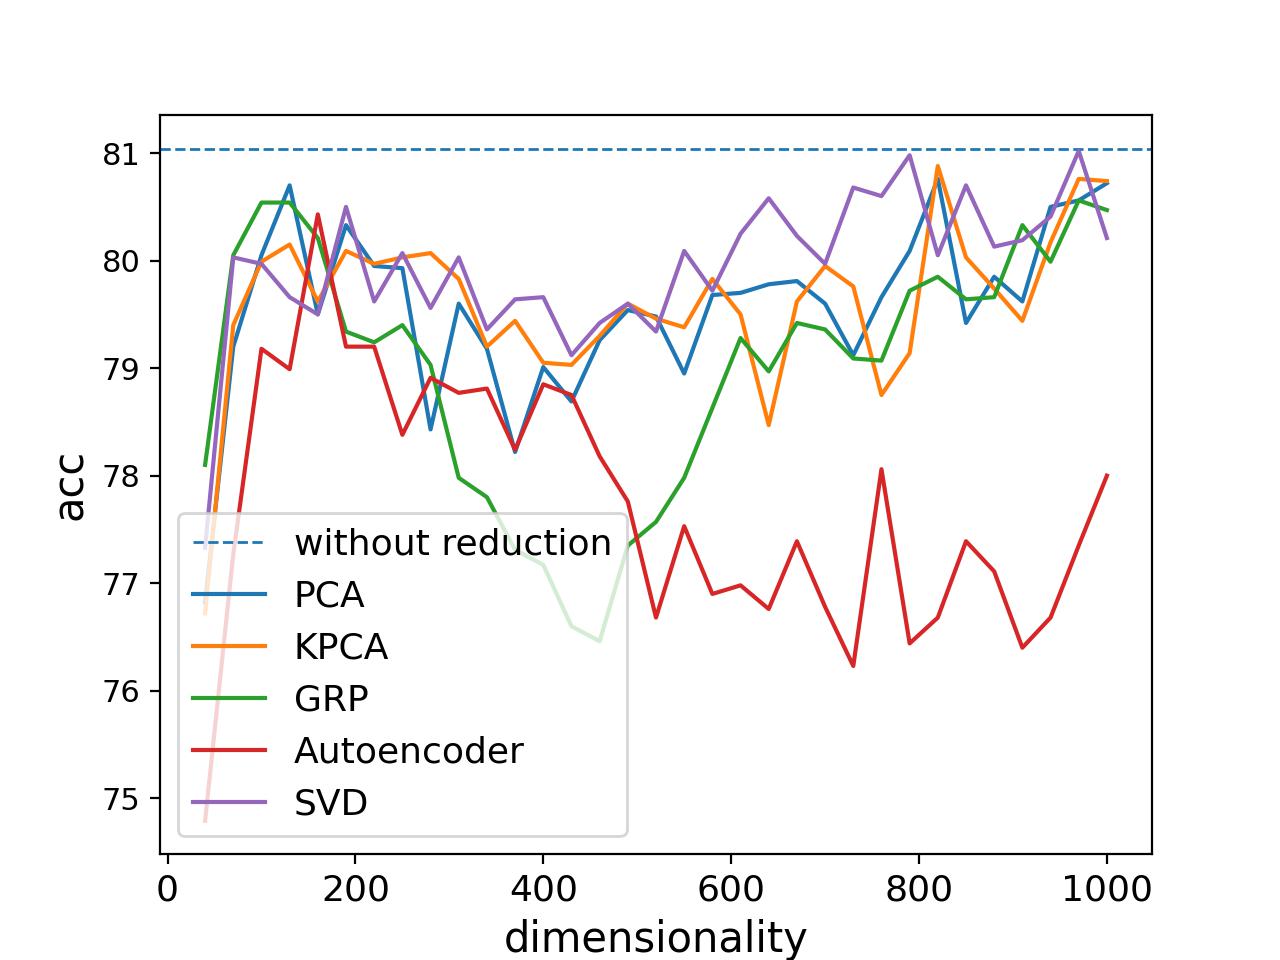 81
80
79
78
77
76
75
acc
without reduction
PCA
KPCA
GRP
Autoencoder
SVD
0 200 400 600 800 1000
dimensionality